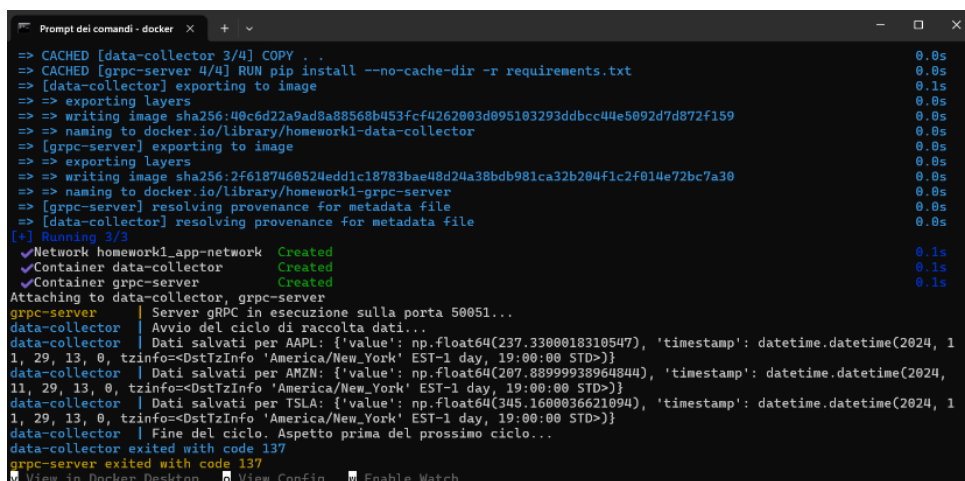 Prompt dei comandi - docker
=> CACHED [data-collector 3/4] COPY . . 0.0s
=> CACHED [grpc-server 4/4] RUN pip install --no-cache-dir -r requirements.txt 0.0s
=> [data-collector] exporting to image 0.1s
=> => exporting layers 0.0s
=> => writing image sha256:40c6d22a9ad8a88568b453fcf4262003d095103293ddbcc44e5092d7d872f159 0.0s
=> => naming to docker.io/library/homework1-data-collector 0.0s
=> [grpc-server] exporting to image 0.0s
=> => exporting layers 0.0s
=> => writing image sha256:2f6187460524edd1c18783bae48d24a38bdb981ca32b204f1c2f014e72bc7a30 0.0s
=> => naming to docker.io/library/homework1-grpc-server 0.0s
=> [grpc-server] resolving provenance for metadata file 0.0s
=> [data-collector] resolving provenance for metadata file 0.0s
[+] Running 3/3
✔Network homework1_app-network Created 0.1s
✔Container data-collector Created 0.1s
✔Container grpc-server Created 0.1s
Attaching to data-collector, grpc-server
grpc-server | Server gRPC in esecuzione sulla porta 50051...
data-collector | Avvio del ciclo di raccolta dati...
data-collector | Dati salvati per AAPL: {'value': np.float64(237.3300018310547), 'timestamp': datetime.datetime(2024, 1
1, 29, 13, 0, tzinfo=<DstTzInfo 'America/New_York' EST-1 day, 19:00:00 STD>)}
data-collector | Dati salvati per AMZN: {'value': np.float64(207.88999938964844), 'timestamp': datetime.datetime(2024,
11, 29, 13, 0, tzinfo=<DstTzInfo 'America/New_York' EST-1 day, 19:00:00 STD>)}
data-collector | Dati salvati per TSLA: {'value': np.float64(345.1600036621094), 'timestamp': datetime.datetime(2024, 1
1, 29, 13, 0, tzinfo=<DstTzInfo 'America/New_York' EST-1 day, 19:00:00 STD>)}
data-collector | Fine del ciclo. Aspetto prima del prossimo ciclo...
data-collector exited with code 137
grpc-server exited with code 137
v View in Docker Desktop o View Config w Enable Watch